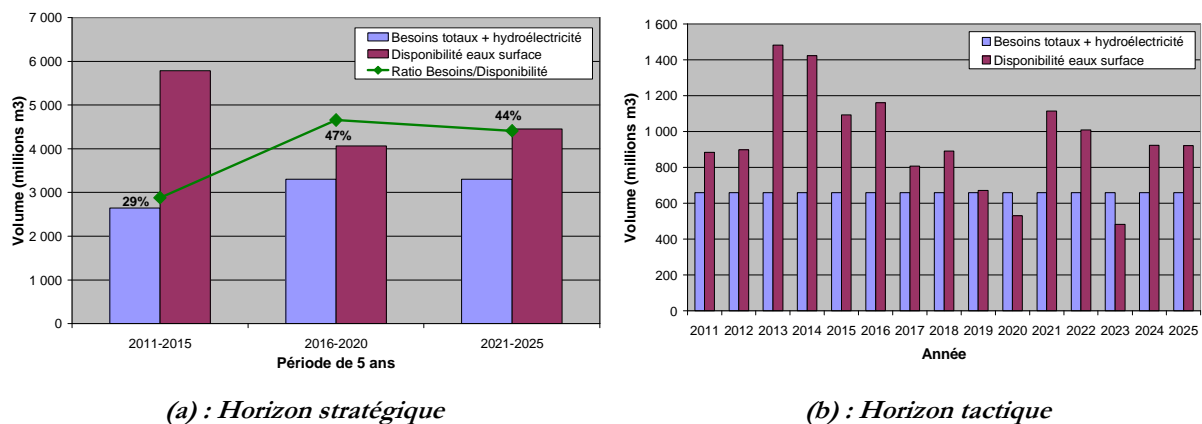 7 000
6 000
5 000
4 000
3 000
2 000
1 000
0
Volume (millions m3)
Besoins totaux + hydroélectricité
Disponibilité eaux surface
Ratio Besoins/Disponibilité
29%
47%
44%
2011-2015
2016-2020
2021-2025
Période de 5 ans
(a) : Horizon stratégique
1 600
1 400
1 200
1 000
800
600
400
200
0
Volume (millions m3)
Besoins totaux + hydroélectricité
Disponibilité eaux surface
2011 2012 2013 2014 2015 2016 2017 2018 2019 2020 2021 2022 2023 2024 2025
Année
(b) : Horizon tactique